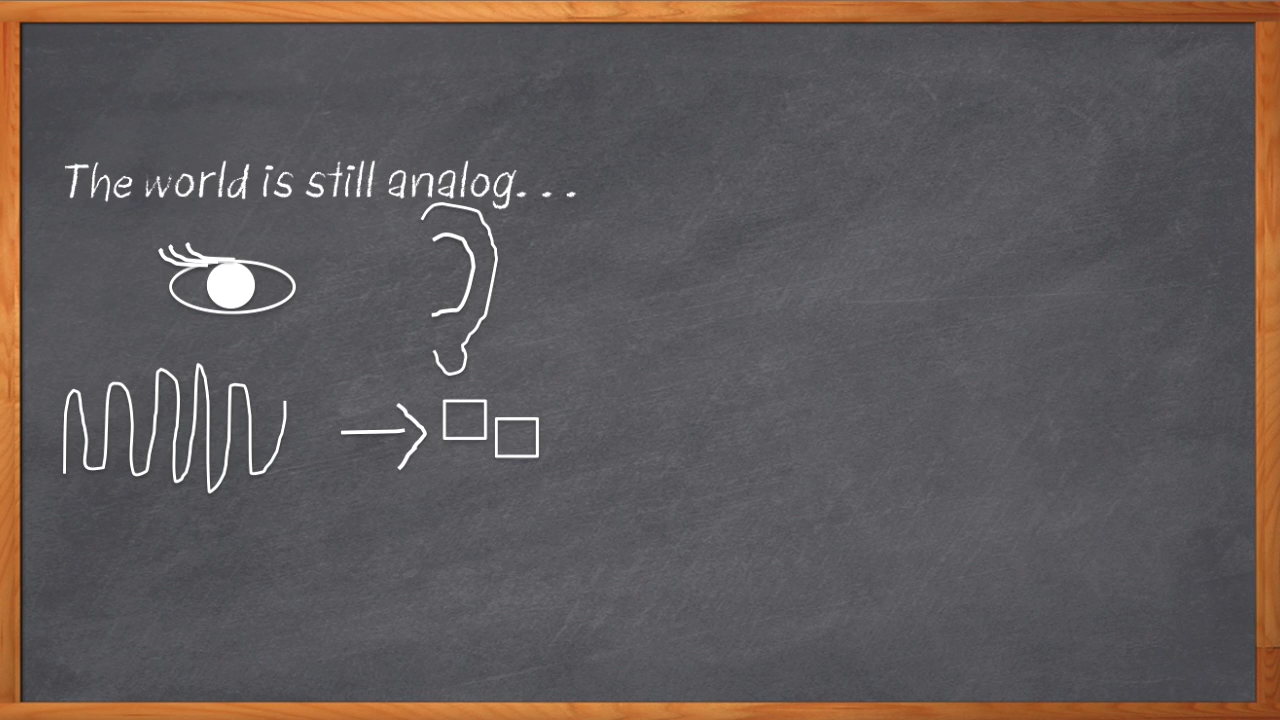 The world is still analog. . .